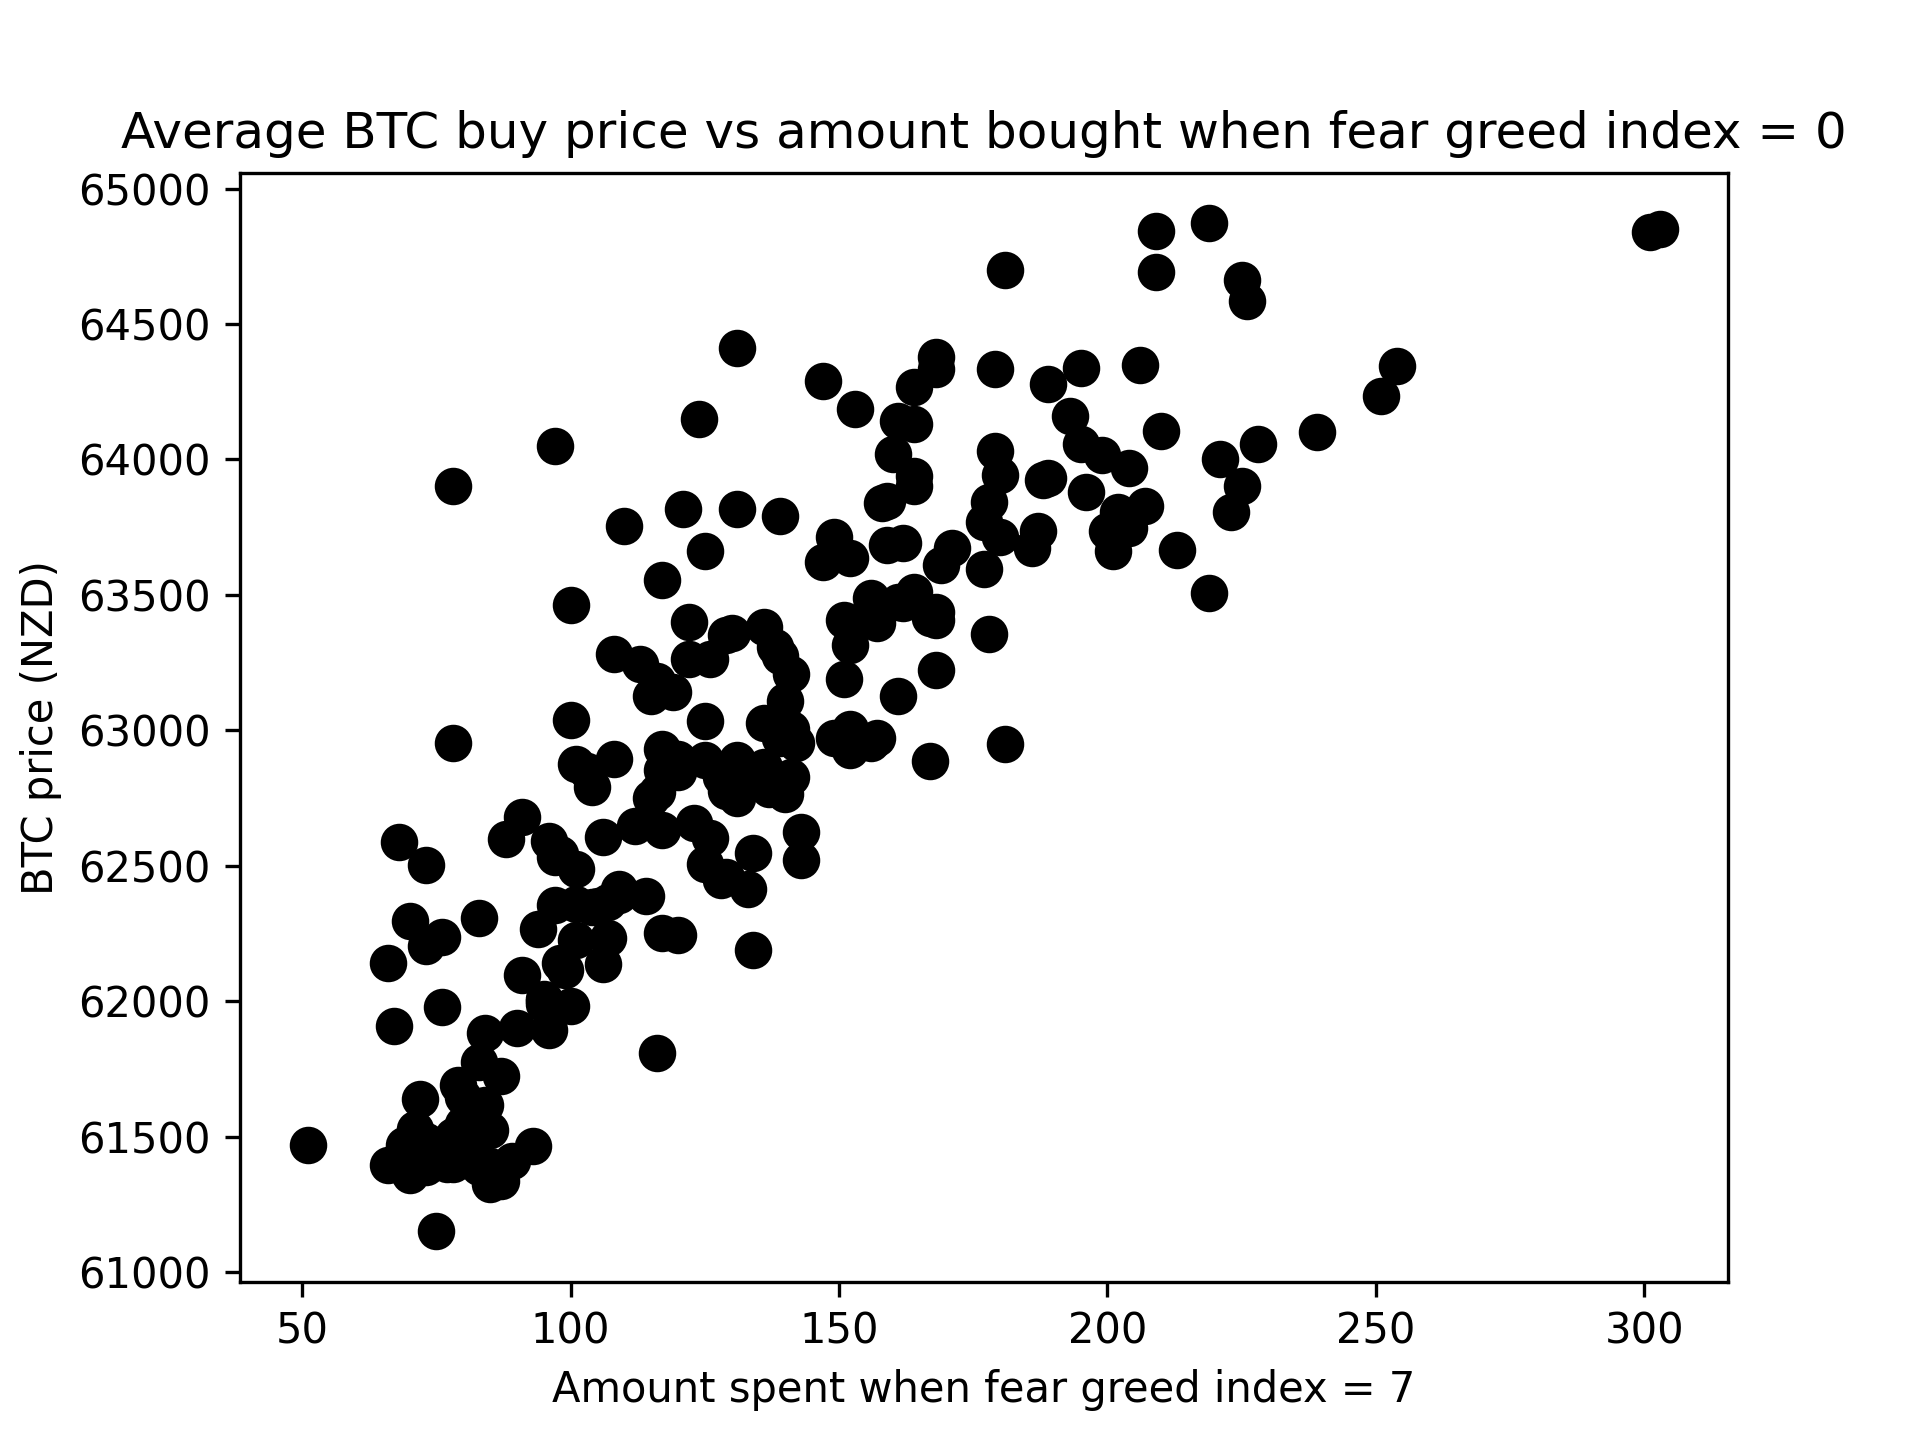 Average BTC buy price vs amount bought when fear greed index = 0
65000
64500
64000
63500
63000
62500
62000
61500
61000
BTC price (NZD)
50 100 150 200 250 300
Amount spent when fear greed index = 7